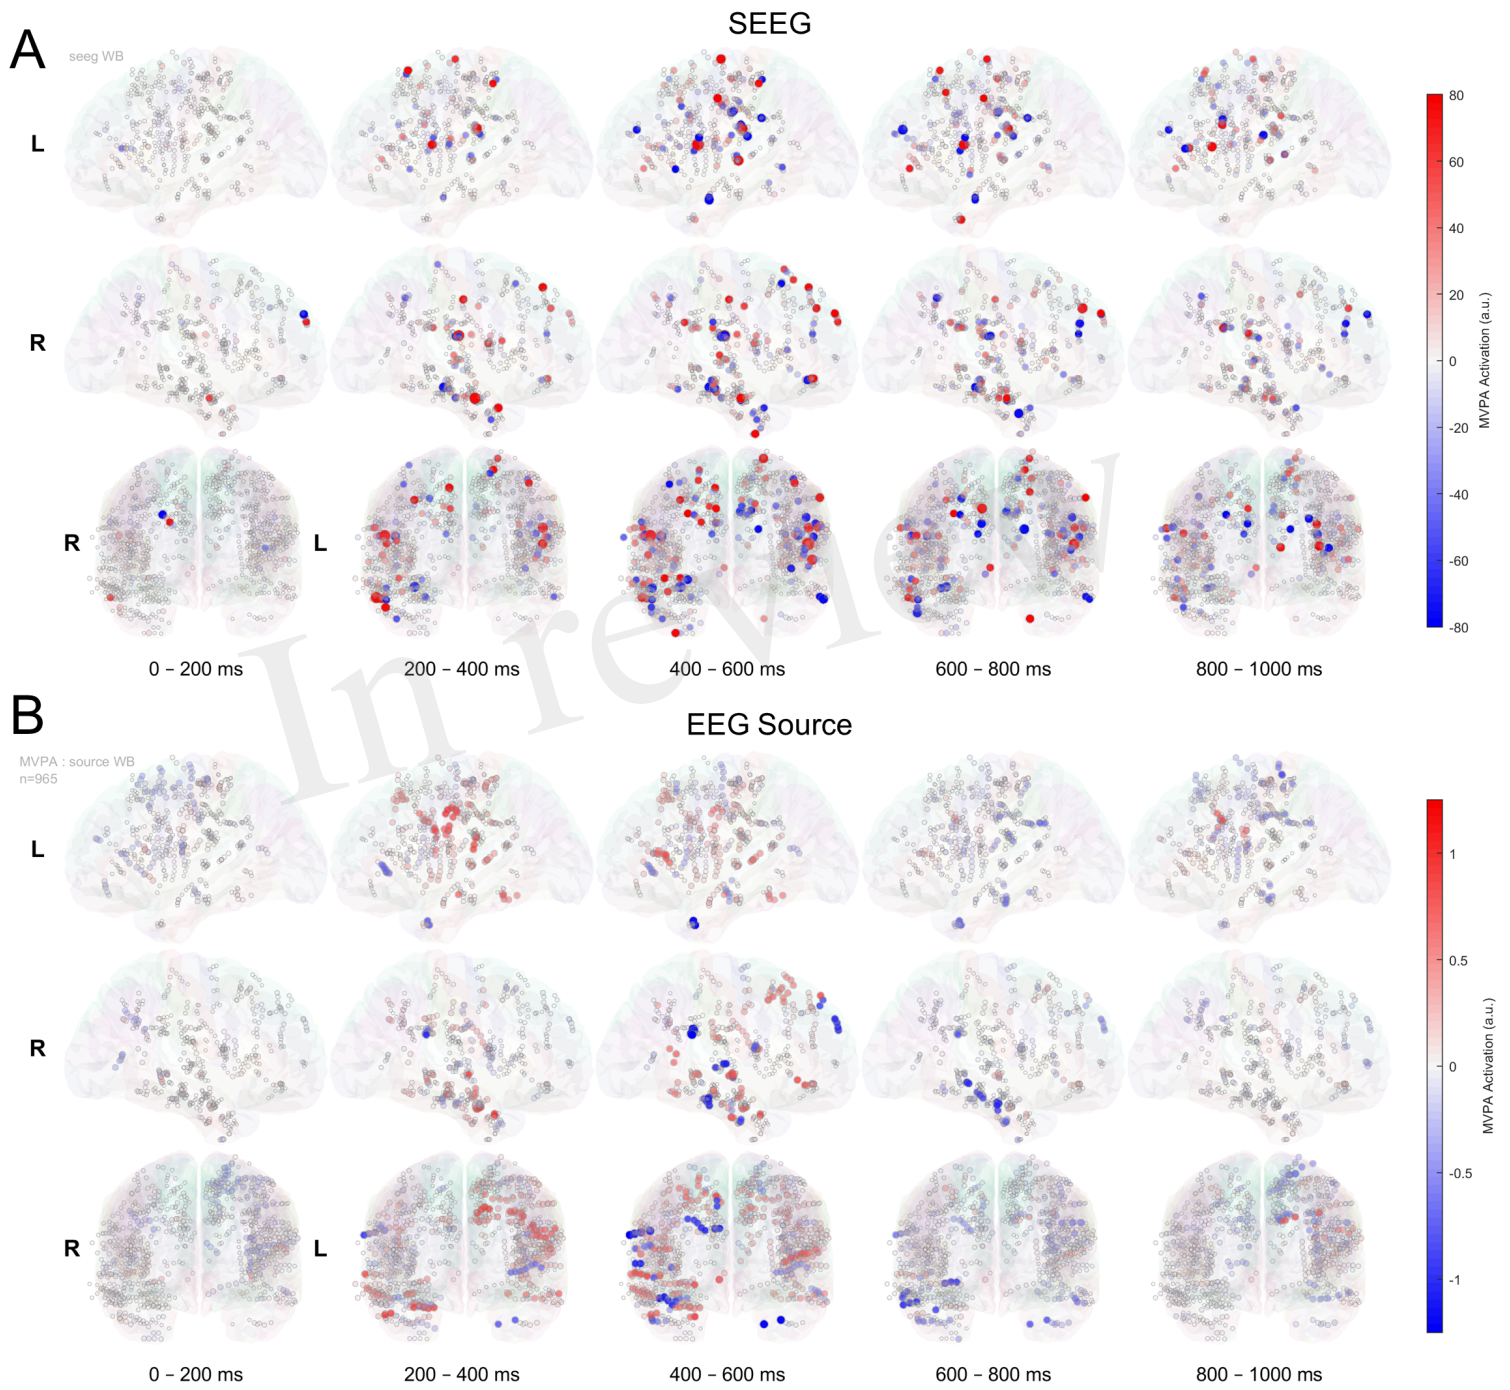 SEEG
A
seeg WB
L
R
R
L
80
60
40
20
0
-20
-40
-60
-80
MVPA Activation (a.u.)
0 – 200 ms
200 – 400 ms
400 – 600 ms
600 – 800 ms
800 – 1000 ms
In review
B
EEG Source
MVPA : source WB
n=965
L
R
R
L
1
0.5
0
-0.5
-1
MVPA Activation (a.u.)
0 – 200 ms
200 – 400 ms
400 – 600 ms
600 – 800 ms
800 – 1000 ms